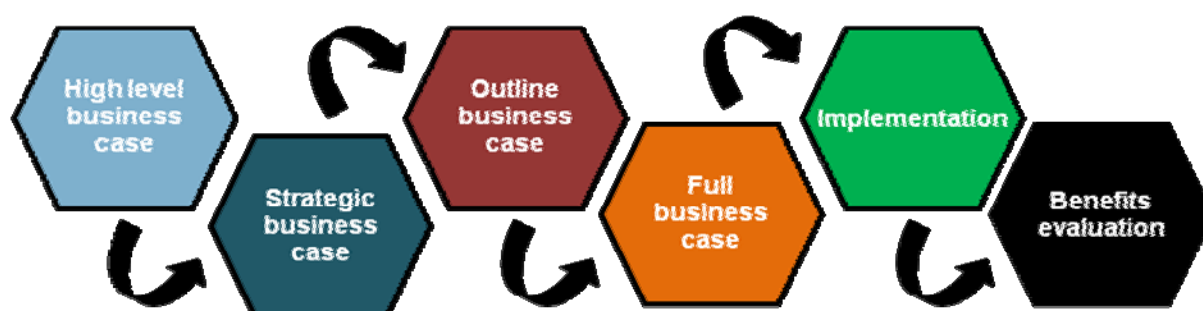 High level
business
case
Strategic
business
case
Outline
business
case
Full
business
case
Implementation
Benefits
evaluation